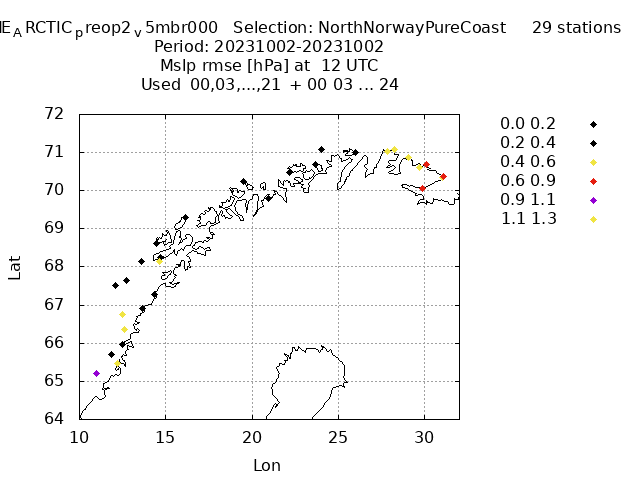 IE_A RCTIC_p reop2_v 5mbr000 Selection: NorthNorwayPureCoast 29 stations
Period: 20231002-20231002
Mslp rmse [hPa] at 12 UTC
Used 00,03,...,21 + 00 03 ... 24
72
71
70
69
68
67
66
65
64
Lat
10 15 20 25 30
Lon
0.0 0.2
0.2 0.4
0.4 0.6
0.6 0.9
0.9 1.1
1.1 1.3